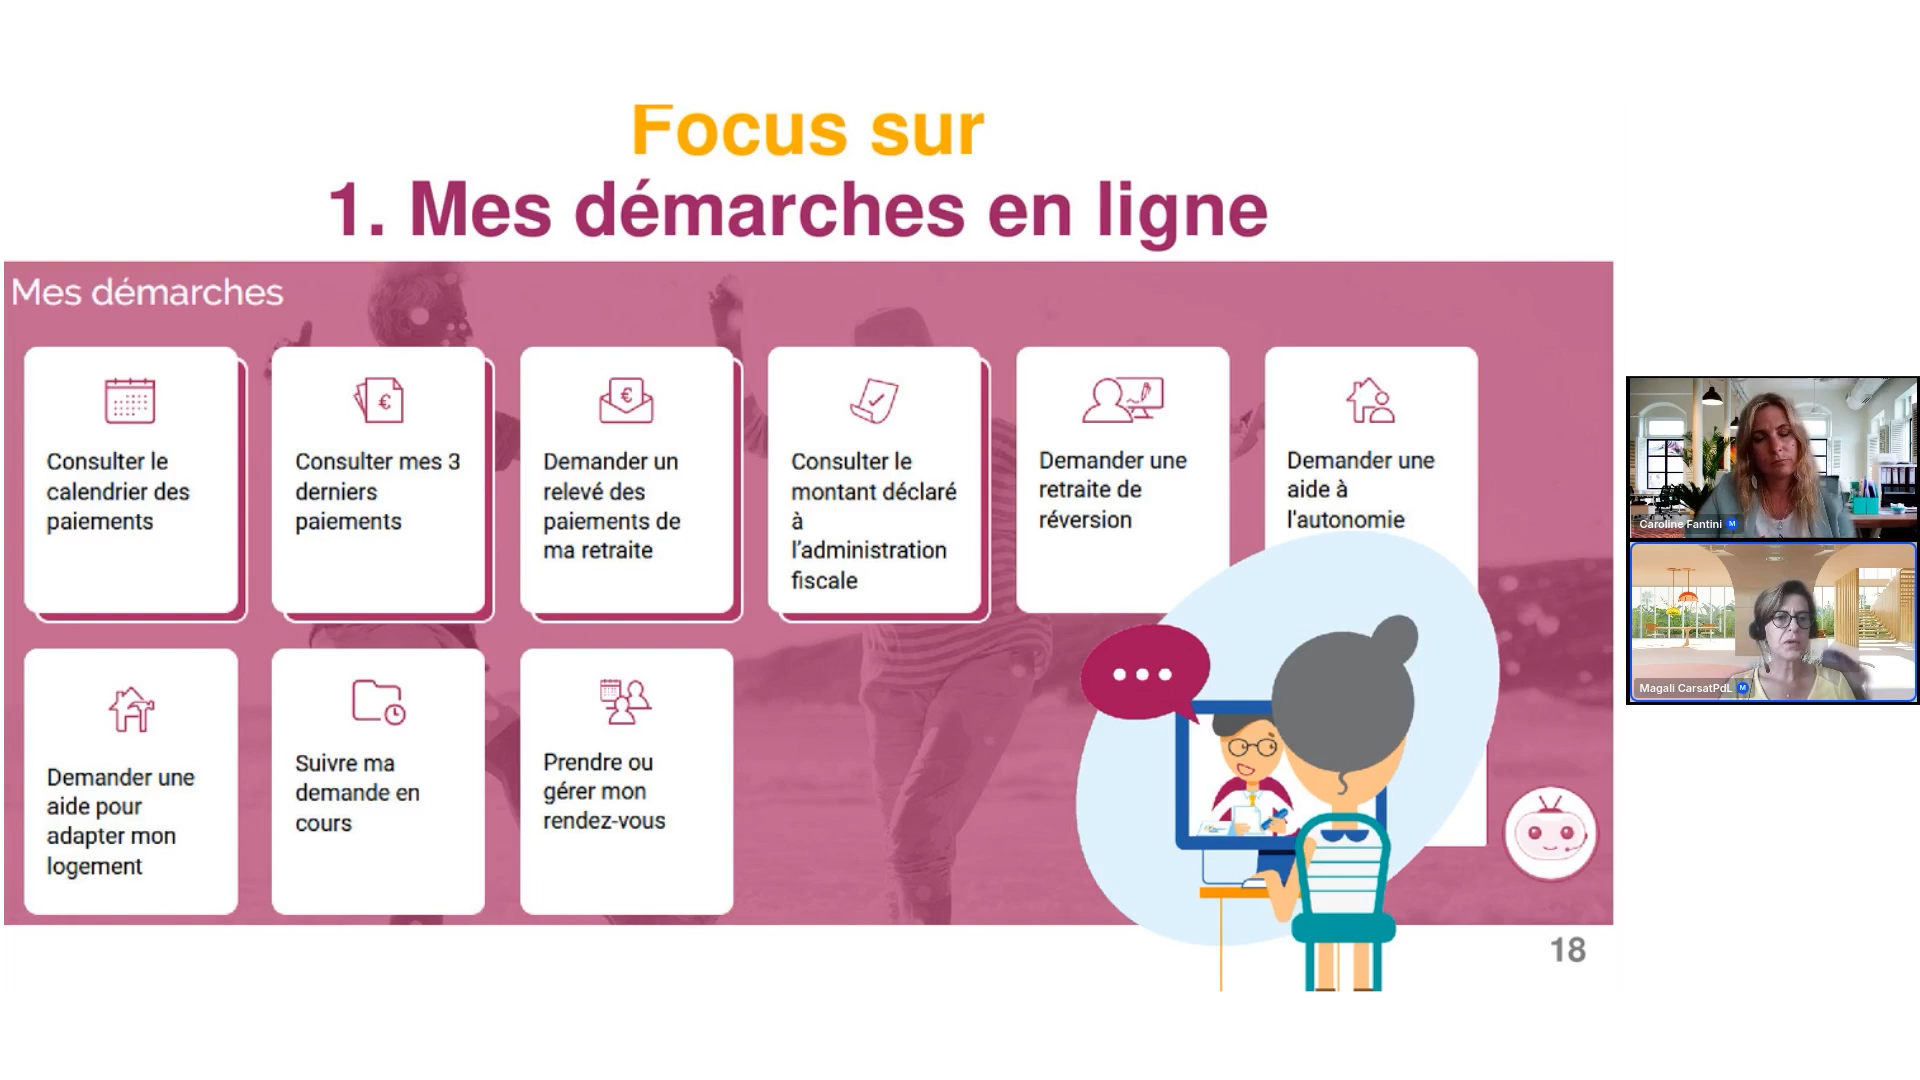 Focus sur
1. Mes démarches en ligne
Mes démarches
Consulter le
calendrier des
paiements
Consulter mes 3
derniers
paiements
Demander un
relevé des
paiements de
ma retraite
Consulter le
montant déclaré
à
l’administration
fiscale
Demander une
retraite de
réversion
Demander une
aide à
l'autonomie
Demander une
aide pour
adapter mon
logement
Suivre ma
demande en
cours
Prendre ou
gérer mon
rendez-vous
18
Caroline Fantini M
Magali CarsatPdL M